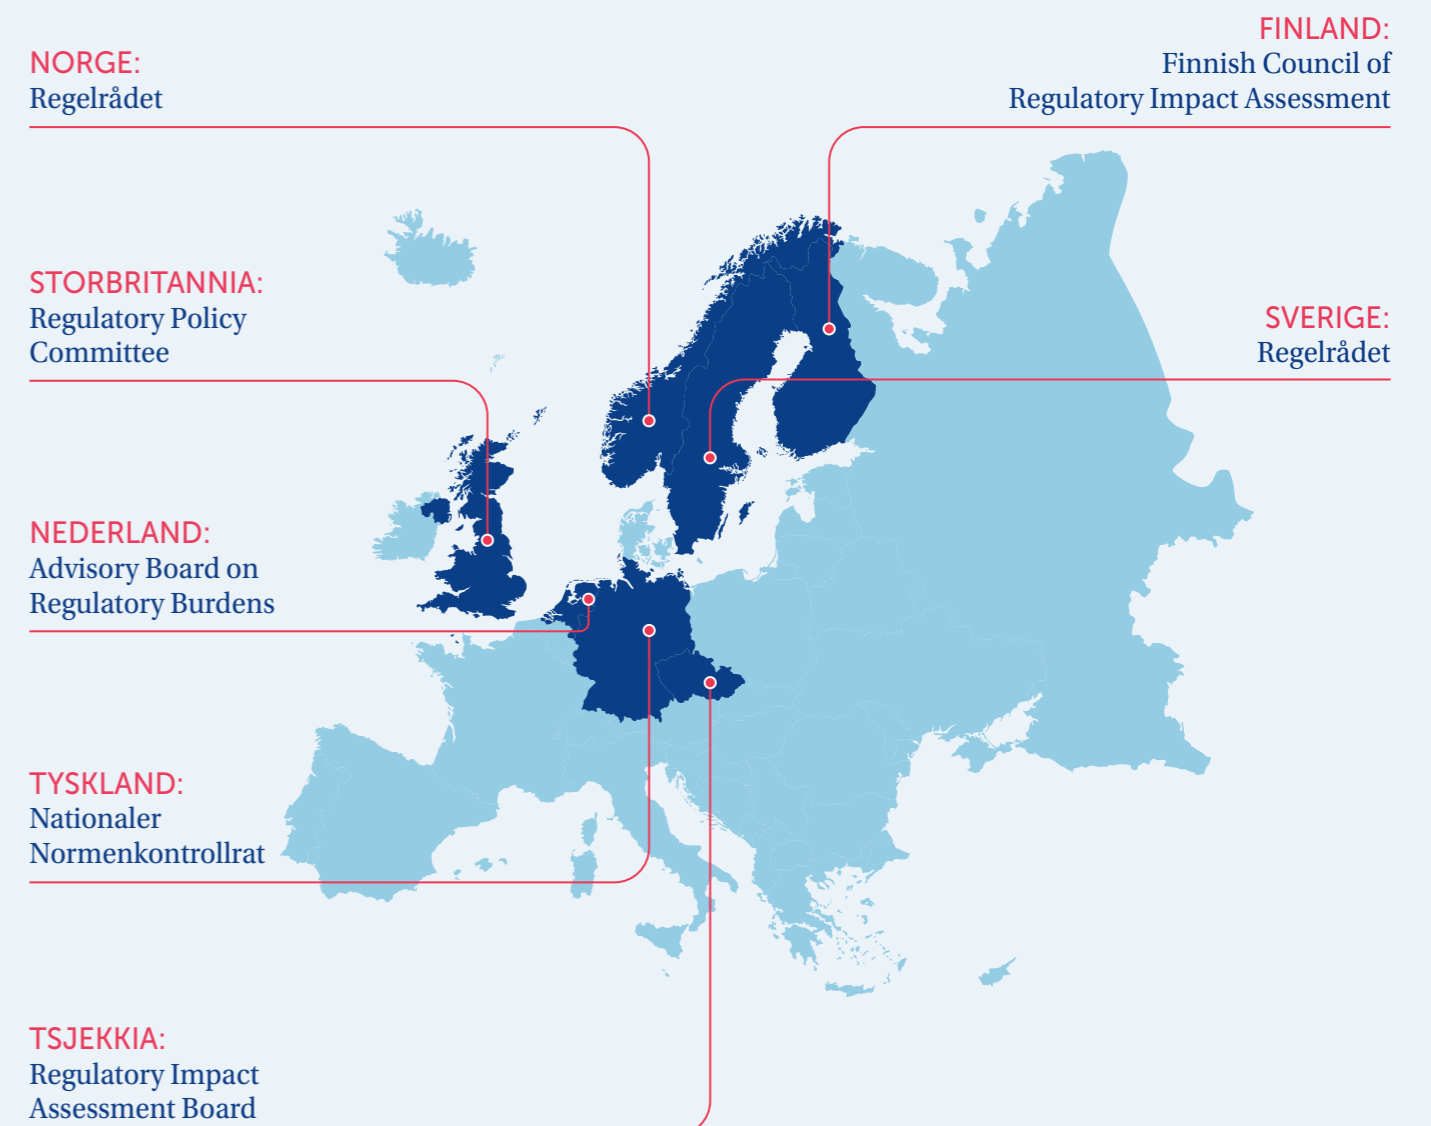 NORGE:
Regelrådet
FINLAND:
Finnish Council of
Regulatory Impact Assessment
STORBRITANNIA:
Regulatory Policy
Committee
SVERIGE:
Regelrådet
NEDERLAND:
Advisory Board on
Regulatory Burdens
TYSKLAND:
Nationaler
Normenkontrollrat
TSJEKKIA:
Regulatory Impact
Assessment Board